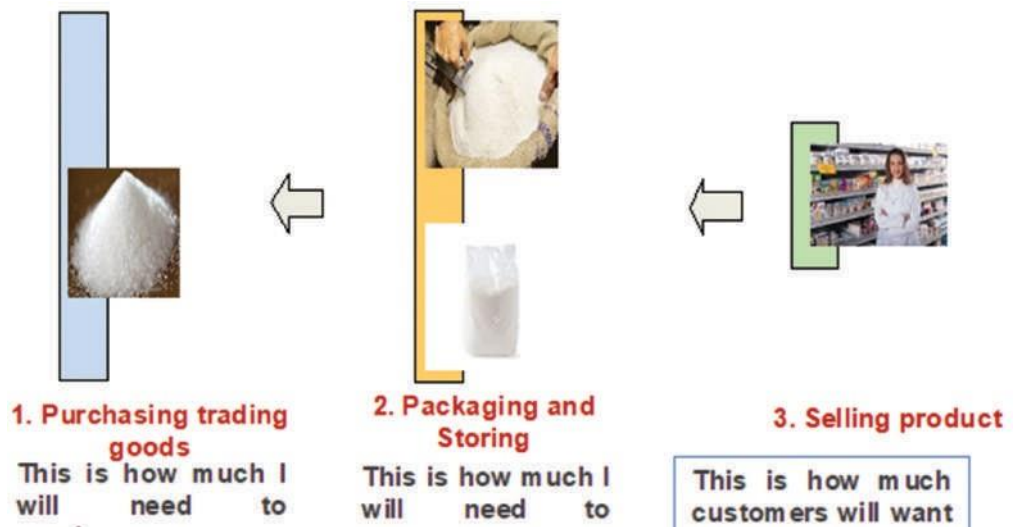 1. Purchasing trading
goods
This is how much I
will need to
2. Packaging and
Storing
This is how much I
will need to
3. Selling product
This is how much
customers will want